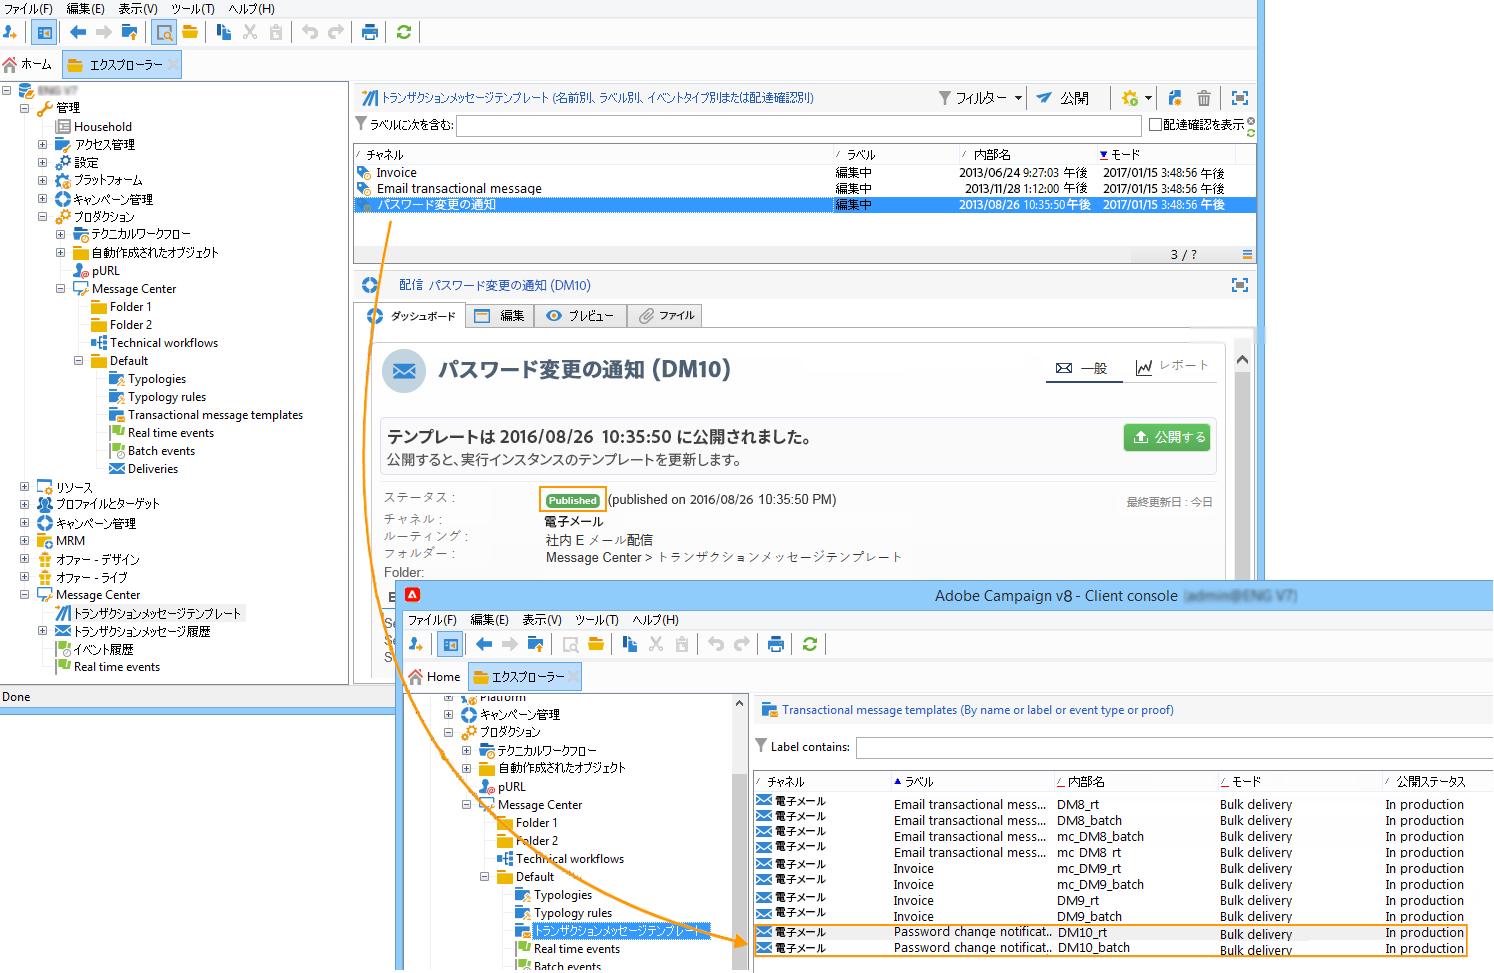 ファイル(F) 編集(E) 表示(V) ツール(T) ヘルプ(H)
ホーム エクスプローラー
管理
Household
アクセス管理
設定
プラットフォーム
キャンペーン管理
プロダクション
テクニカルワークフロー
自動作成されたオブジェクト
pURL
Message Center
Folder 1
Folder 2
Technical workflows
Default
Typologies
Typology rules
Transactional message templates
Real time events
Batch events
Deliveries
リソース
プロファイルとターゲット
キャンペーン管理
MRM
オファー - デザイン
オファー - ライブ
Message Center
トランザクションメッセージテンプレート
トランザクションメッセージ履歴
イベント履歴
Real time events
Done
トランザクションメッセージテンプレート (名前別、ラベル別、イベントタイプ別または配達確認別) フィルター 公開
ラベルに次を含む: 配達確認を表示
チャネル ラベル 内部名 モード
Invoice 編集中 2013/06/24 9:27:03 午後 2017/01/15 3:48:56 午後
Email transactional message 編集中 2013/11/28 1:12:00 午後 2017/01/15 3:48:56 午後
パスワード変更の通知 編集中 2013/08/26 10:35:50 午後 2017/01/15 3:48:56 午後
3 / ?
配信 パスワード変更の通知 (DM10)
ダッシュボード 編集 プレビュー ファイル
パスワード変更の通知 (DM10) 一般 レポート
テンプレートは 2016/08/26 10:35:50 に公開されました。 公開する
公開すると、実行インスタンスのテンプレートを更新します。
ステータス : Published (published on 2016/08/26 10:35:50 PM) 最終更新日 : 今日
チャネル : 電子メール
ルーティング : 社内 E メール配信
フォルダー : Message Center > トランザクションメッセージテンプレート
Folder:
Adobe Campaign v8 - Client console
ファイル(F) 編集(E) 表示(V) ツール(T) ヘルプ(H)
Home エクスプローラー
Platform
キャンペーン管理
プロダクション
テクニカルワークフロー
自動作成されたオブジェクト
pURL
Message Center
Folder 1
Folder 2
Technical workflows
Default
Typologies
Typology rules
トランザクションメッセージテンプレート
Real time events
Batch events
Transactional message templates (By name or label or event type or proof)
Label contains:
チャネル ラベル 内部名 モード 公開ステータス
電子メール Email transactional mess... DM8_rt Bulk delivery In production
電子メール Email transactional mess... DM8_batch Bulk delivery In production
電子メール Email transactional mess... mc_DM8_batch Bulk delivery In production
電子メール Email transactional mess... mc_DM8_rt Bulk delivery In production
電子メール Invoice mc_DM9_rt Bulk delivery In production
電子メール Invoice mc_DM9_batch Bulk delivery In production
電子メール Invoice DM9_rt Bulk delivery In production
電子メール Invoice DM9_batch Bulk delivery In production
電子メール Password change notificat.. DM10_rt Bulk delivery In production
電子メール Password change notificat... DM10_batch Bulk delivery In production